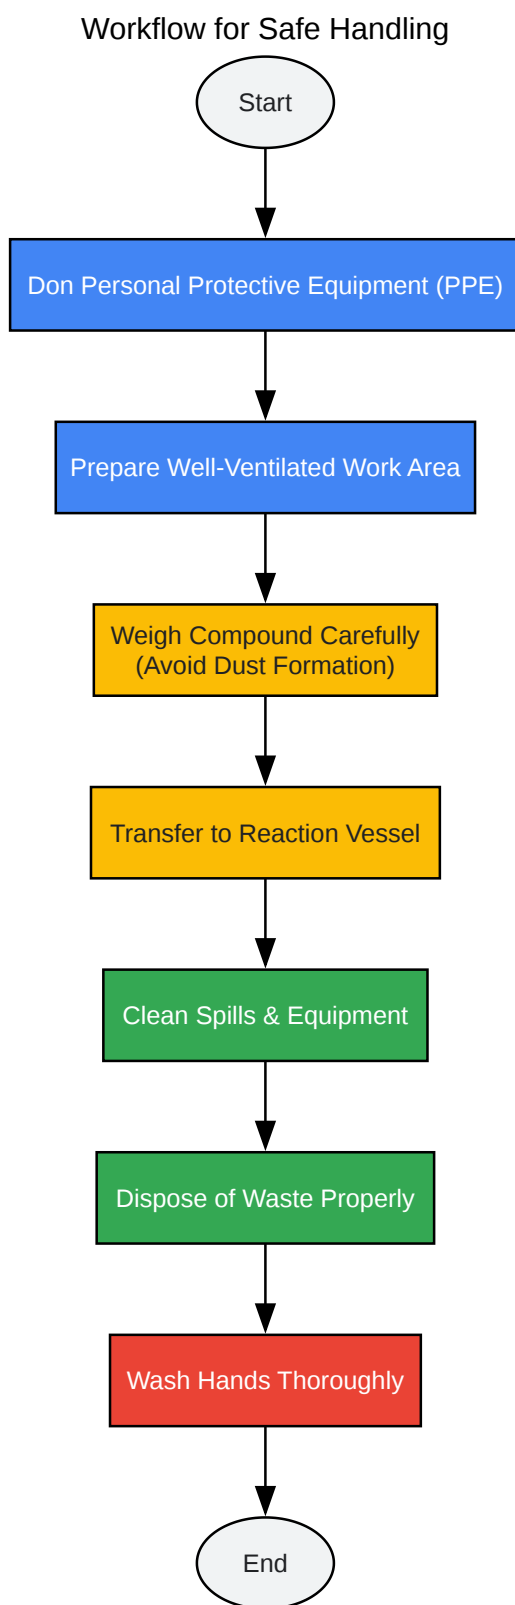 Workflow for Safe Handling
Start
Don Personal Protective Equipment (PPE)
Prepare Well-Ventilated Work Area
Weigh Compound Carefully
(Avoid Dust Formation)
Transfer to Reaction Vessel
Clean Spills & Equipment
Dispose of Waste Properly
Wash Hands Thoroughly
End